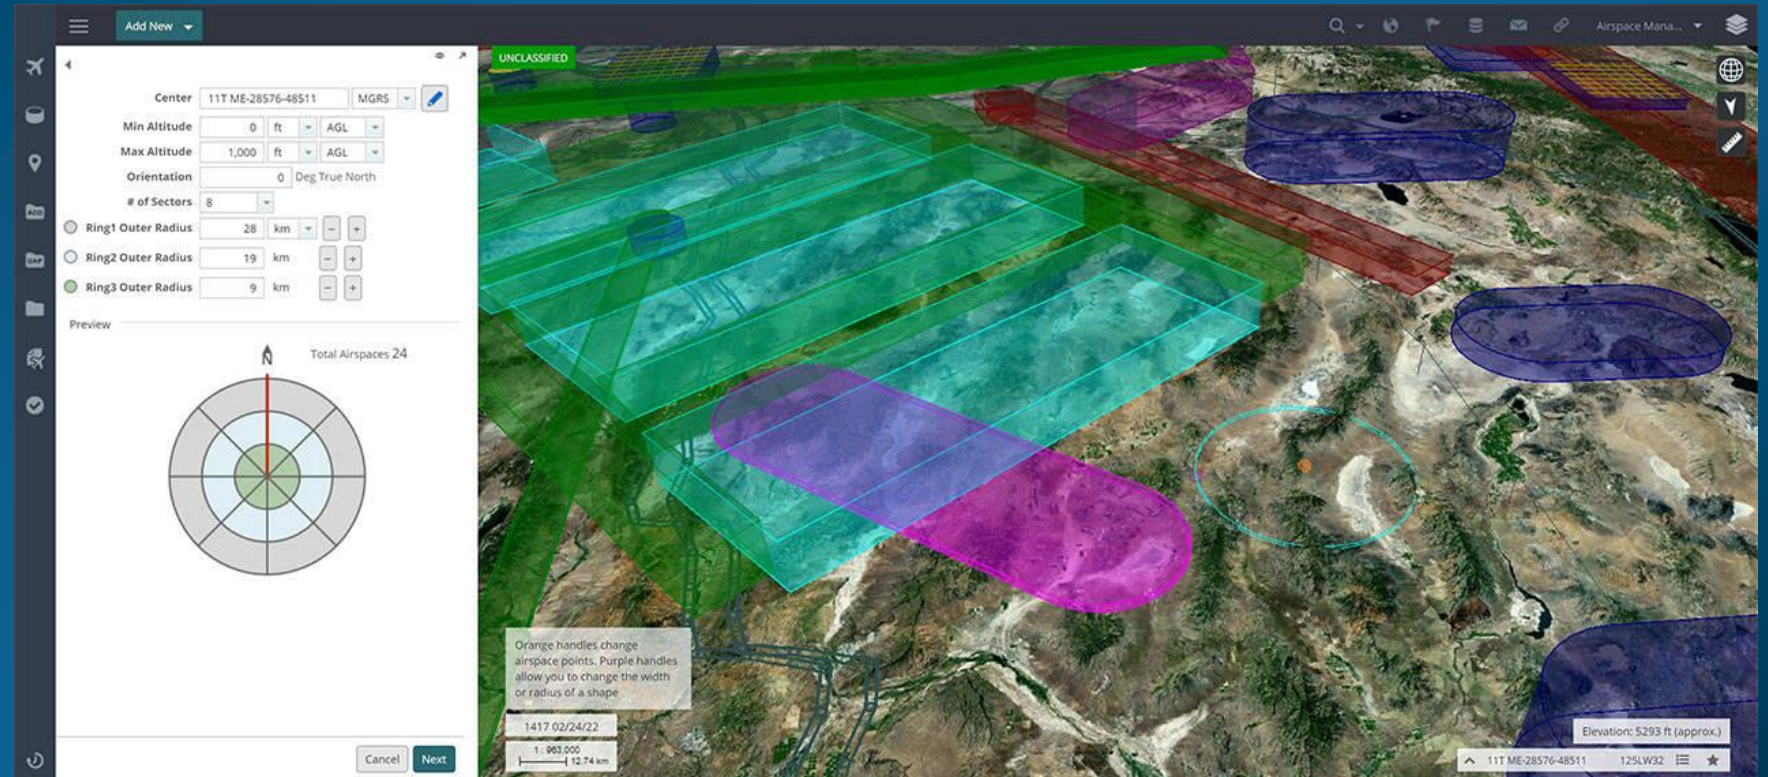 Add New
Airspace Mana...
UNCLASSIFIED
Center 11T ME-28576-48511 MGRS
Min Altitude 0 ft AGL
Max Altitude 1,000 ft AGL
Orientation 0 Deg True North
# of Sectors 8
Ring1 Outer Radius 28 km - +
Ring2 Outer Radius 19 km - +
Ring3 Outer Radius 9 km - +
Preview
N
Total Airspaces 24
ADD
UAP
Cancel Next
Orange handles change
airspace points. Purple handles
allow you to change the width
or radius of a shape
1417 02/24/22
1 : 963,000
12.74 km
Elevation: 5293 ft (approx.)
11T ME-28576-48511 125LW32